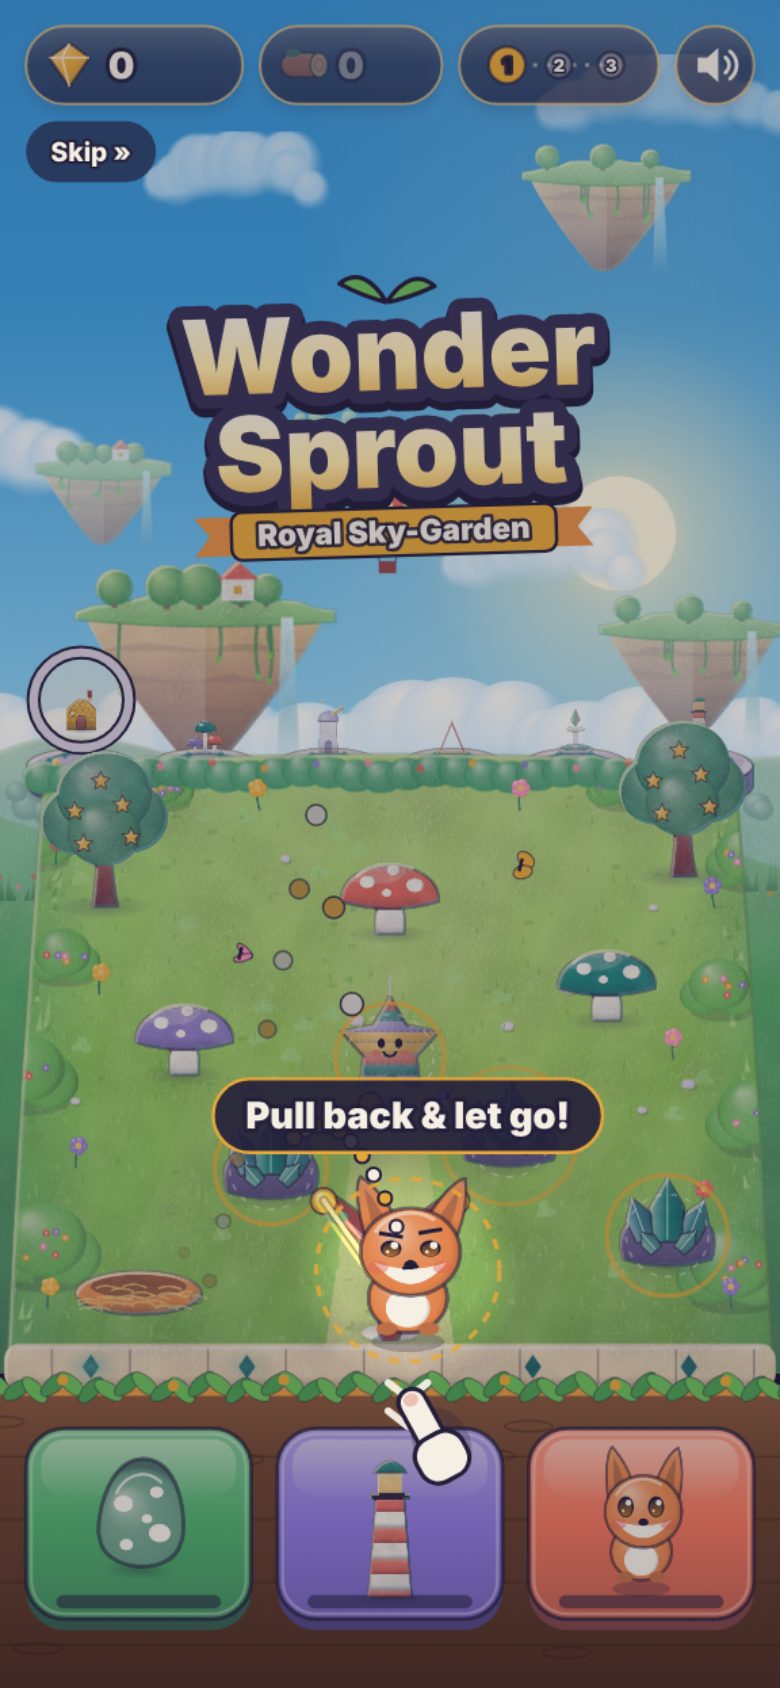 0
0
1 2 3
Skip »
Wonder
Sprout
Royal Sky-Garden
Pull back & let go!